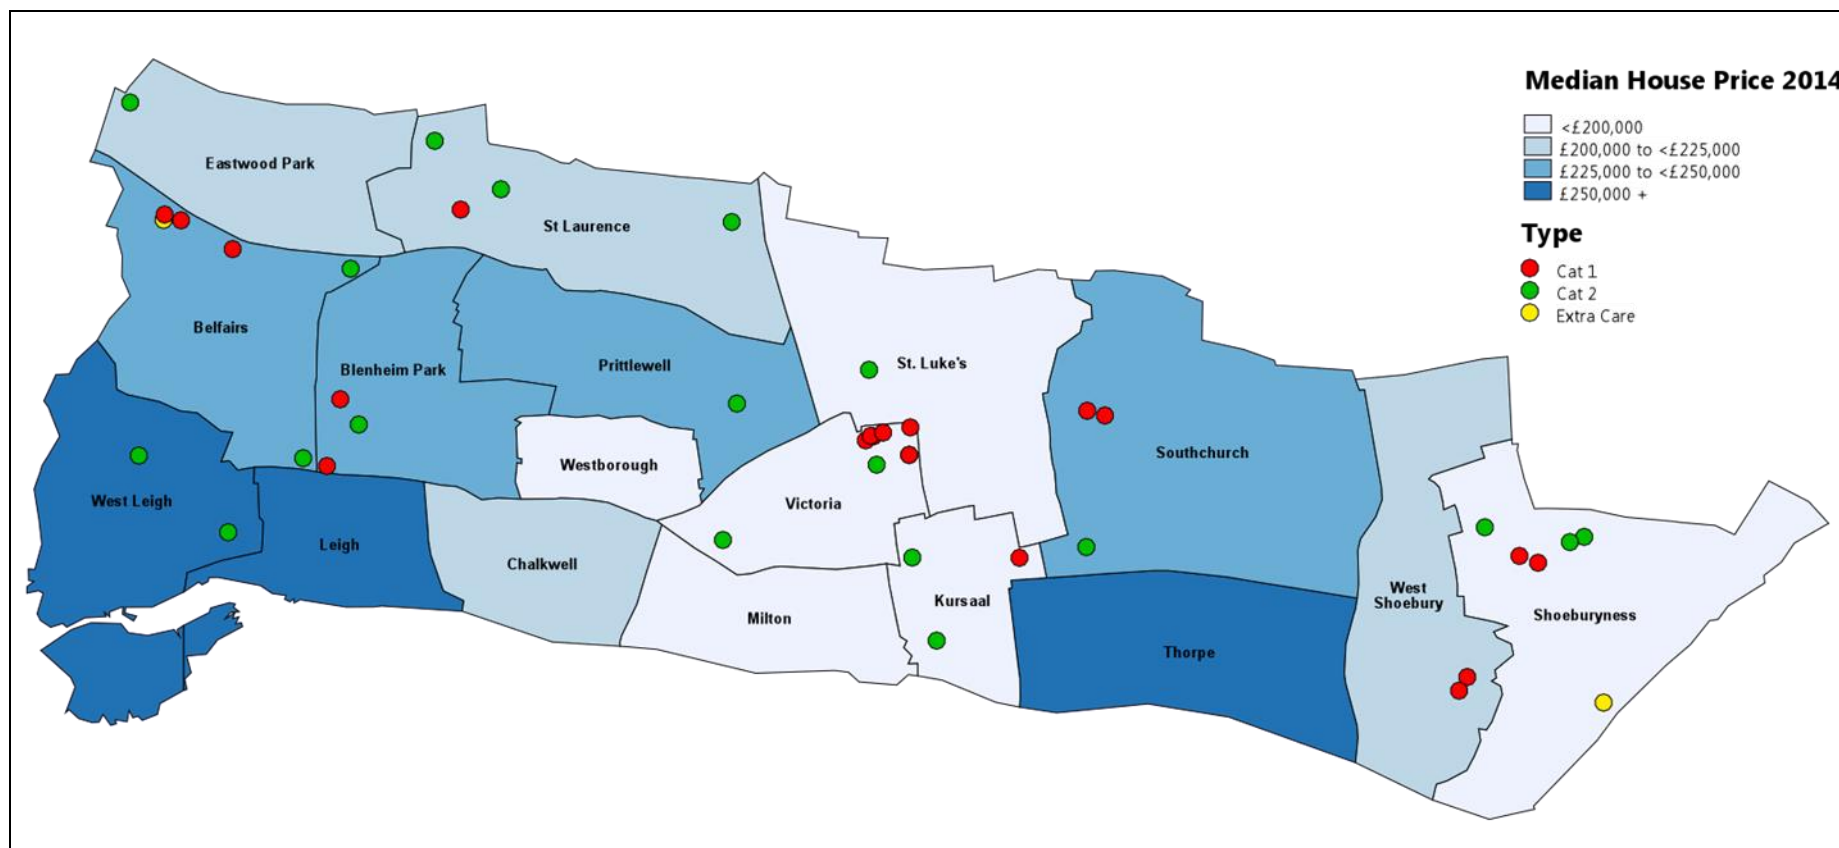 Median House Price 2014
<£200,000
£200,000 to <£225,000
£225,000 to <£250,000
£250,000 +
Type
Cat 1
Cat 2
Extra Care
Eastwood Park
St Laurence
Belfairs
Blenheim Park
Prittlewell
St. Luke's
Westborough
Southchurch
West Leigh
Victoria
Leigh
Chalkwell
West
Shoebury
Kursaal
Milton
Shoeburyness
Thorpe